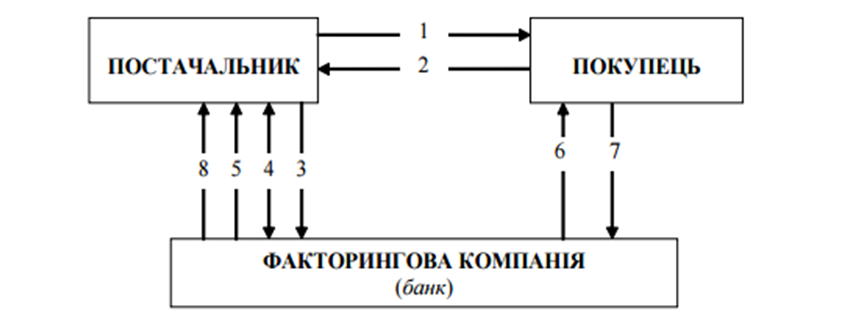 1
ПОСТАЧАЛЬНИК
ПОКУПЕЦЬ
2
8 5 4 3
6 7
ФАКТОРИНГОВА КОМПАНІЯ
(банк)